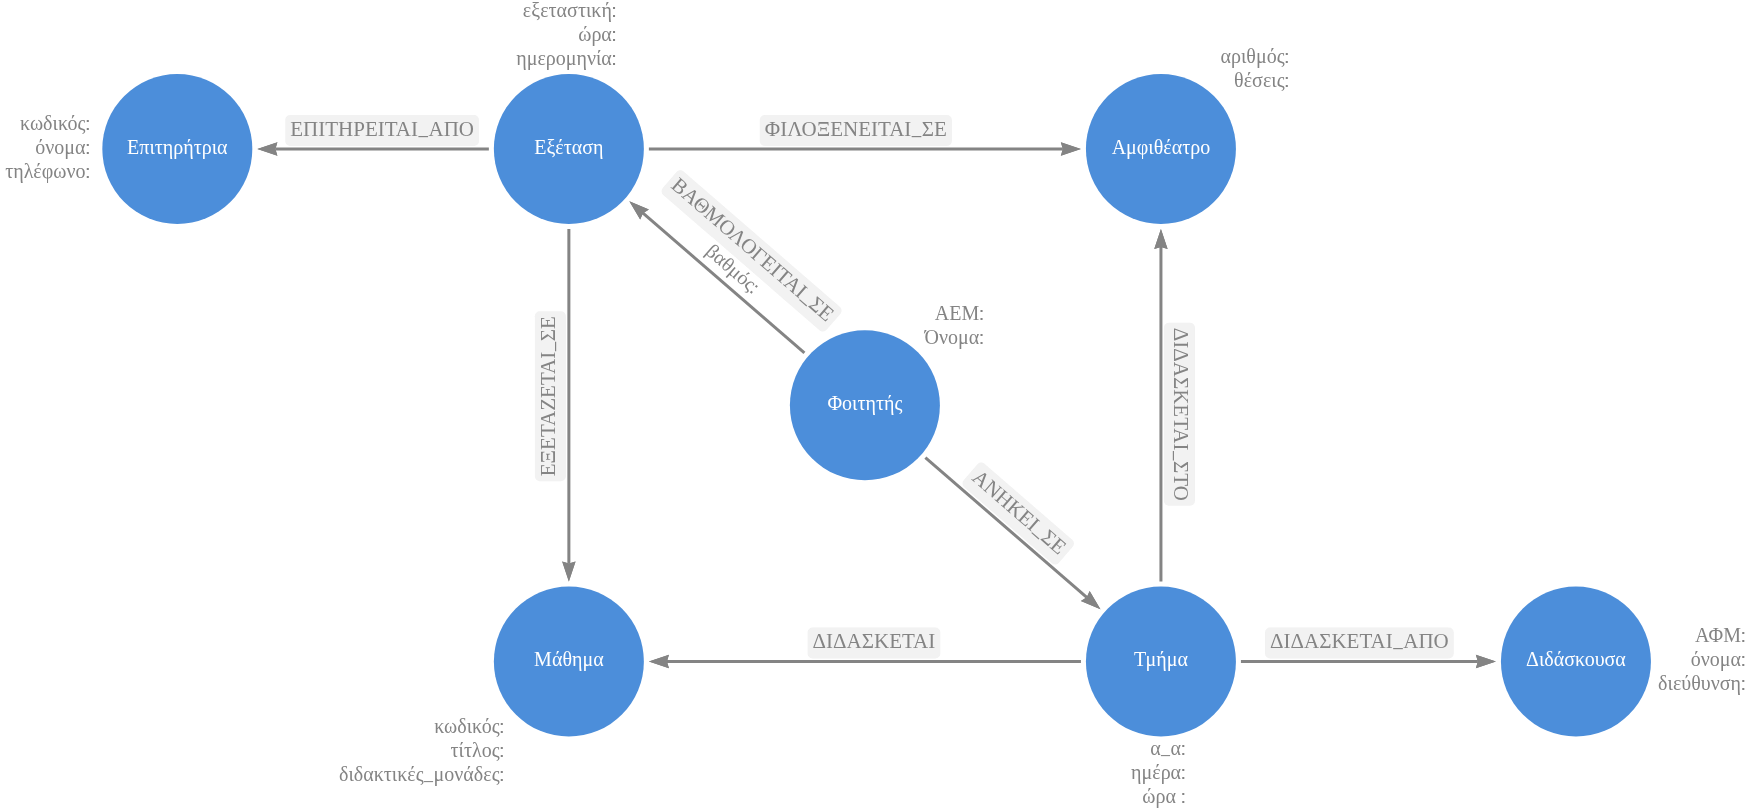 εξεταστική:
ώρα:
ημερομηνία:
αριθμός:
θέσεις:
κωδικός:
όνομα:
τηλέφωνο:
Επιτηρήτρια
ΕΠΙΤΗΡΕΙΤΑΙ_ΑΠΟ
Εξέταση
ΦΙΛΟΞΕΝΕΙΤΑΙ_ΣΕ
Αμφιθέατρο
ΒΑΘΜΟΛΟΓΕΙΤΑΙ_ΣΕ
βαθμός:
ΑΕΜ:
Όνομα:
ΕΞΕΤΑΖΕΤΑΙ_ΣΕ
Φοιτητής
ΔΙΔΑΣΚΕΤΑΙ_ΣΤΟ
ΑΝΗΚΕΙ_ΣΕ
Μάθημα
ΔΙΔΑΣΚΕΤΑΙ
Τμήμα
ΔΙΔΑΣΚΕΤΑΙ_ΑΠΟ
Διδάσκουσα
ΑΦΜ:
όνομα:
διεύθυνση:
κωδικός:
τίτλος:
διδακτικές_μονάδες:
α_α:
ημέρα:
ώρα :